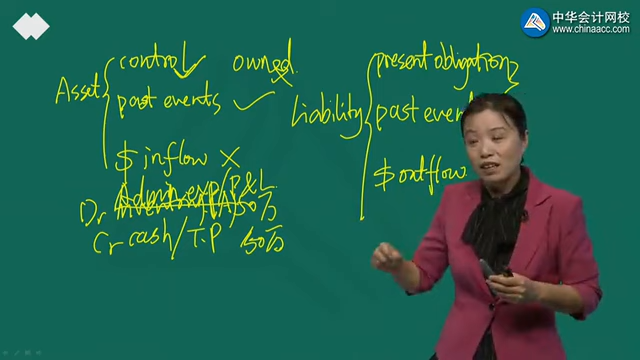 中华会计网校
www.chinaacc.com
Asset
control
owned
past events
$ inflow
Admin exp/P&L
Dr 50万
Cr cash/T.P 50万
Liability
present obligation
past event
$ outflow